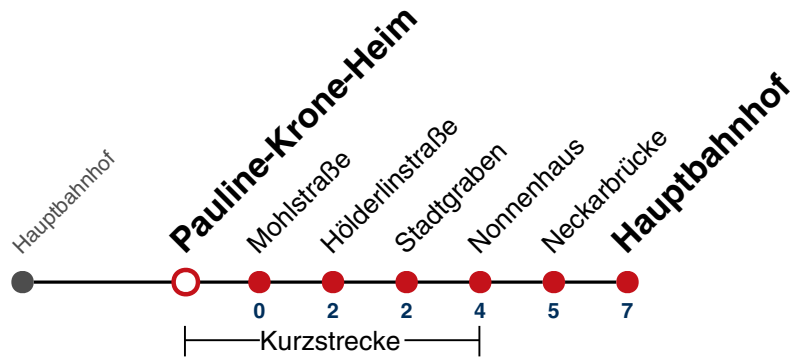 Hauptbahnhof
Pauline-Krone-Heim
Mohlstraße
Hölderlinstraße
Stadtgraben
Nonnenhaus
Neckarbrücke
Hauptbahnhof
0 2 2 4 5 7
Kurzstrecke